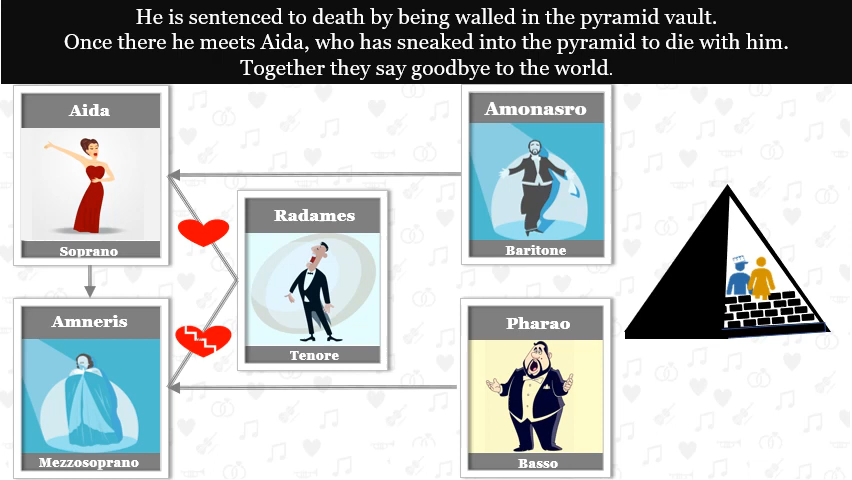 He is sentenced to death by being walled in the pyramid vault.
Once there he meets Aida, who has sneaked into the pyramid to die with him.
Together they say goodbye to the world.
Aida
Soprano
Amonasro
Baritone
Radames
Tenore
Amneris
Mezzosoprano
Pharao
Basso